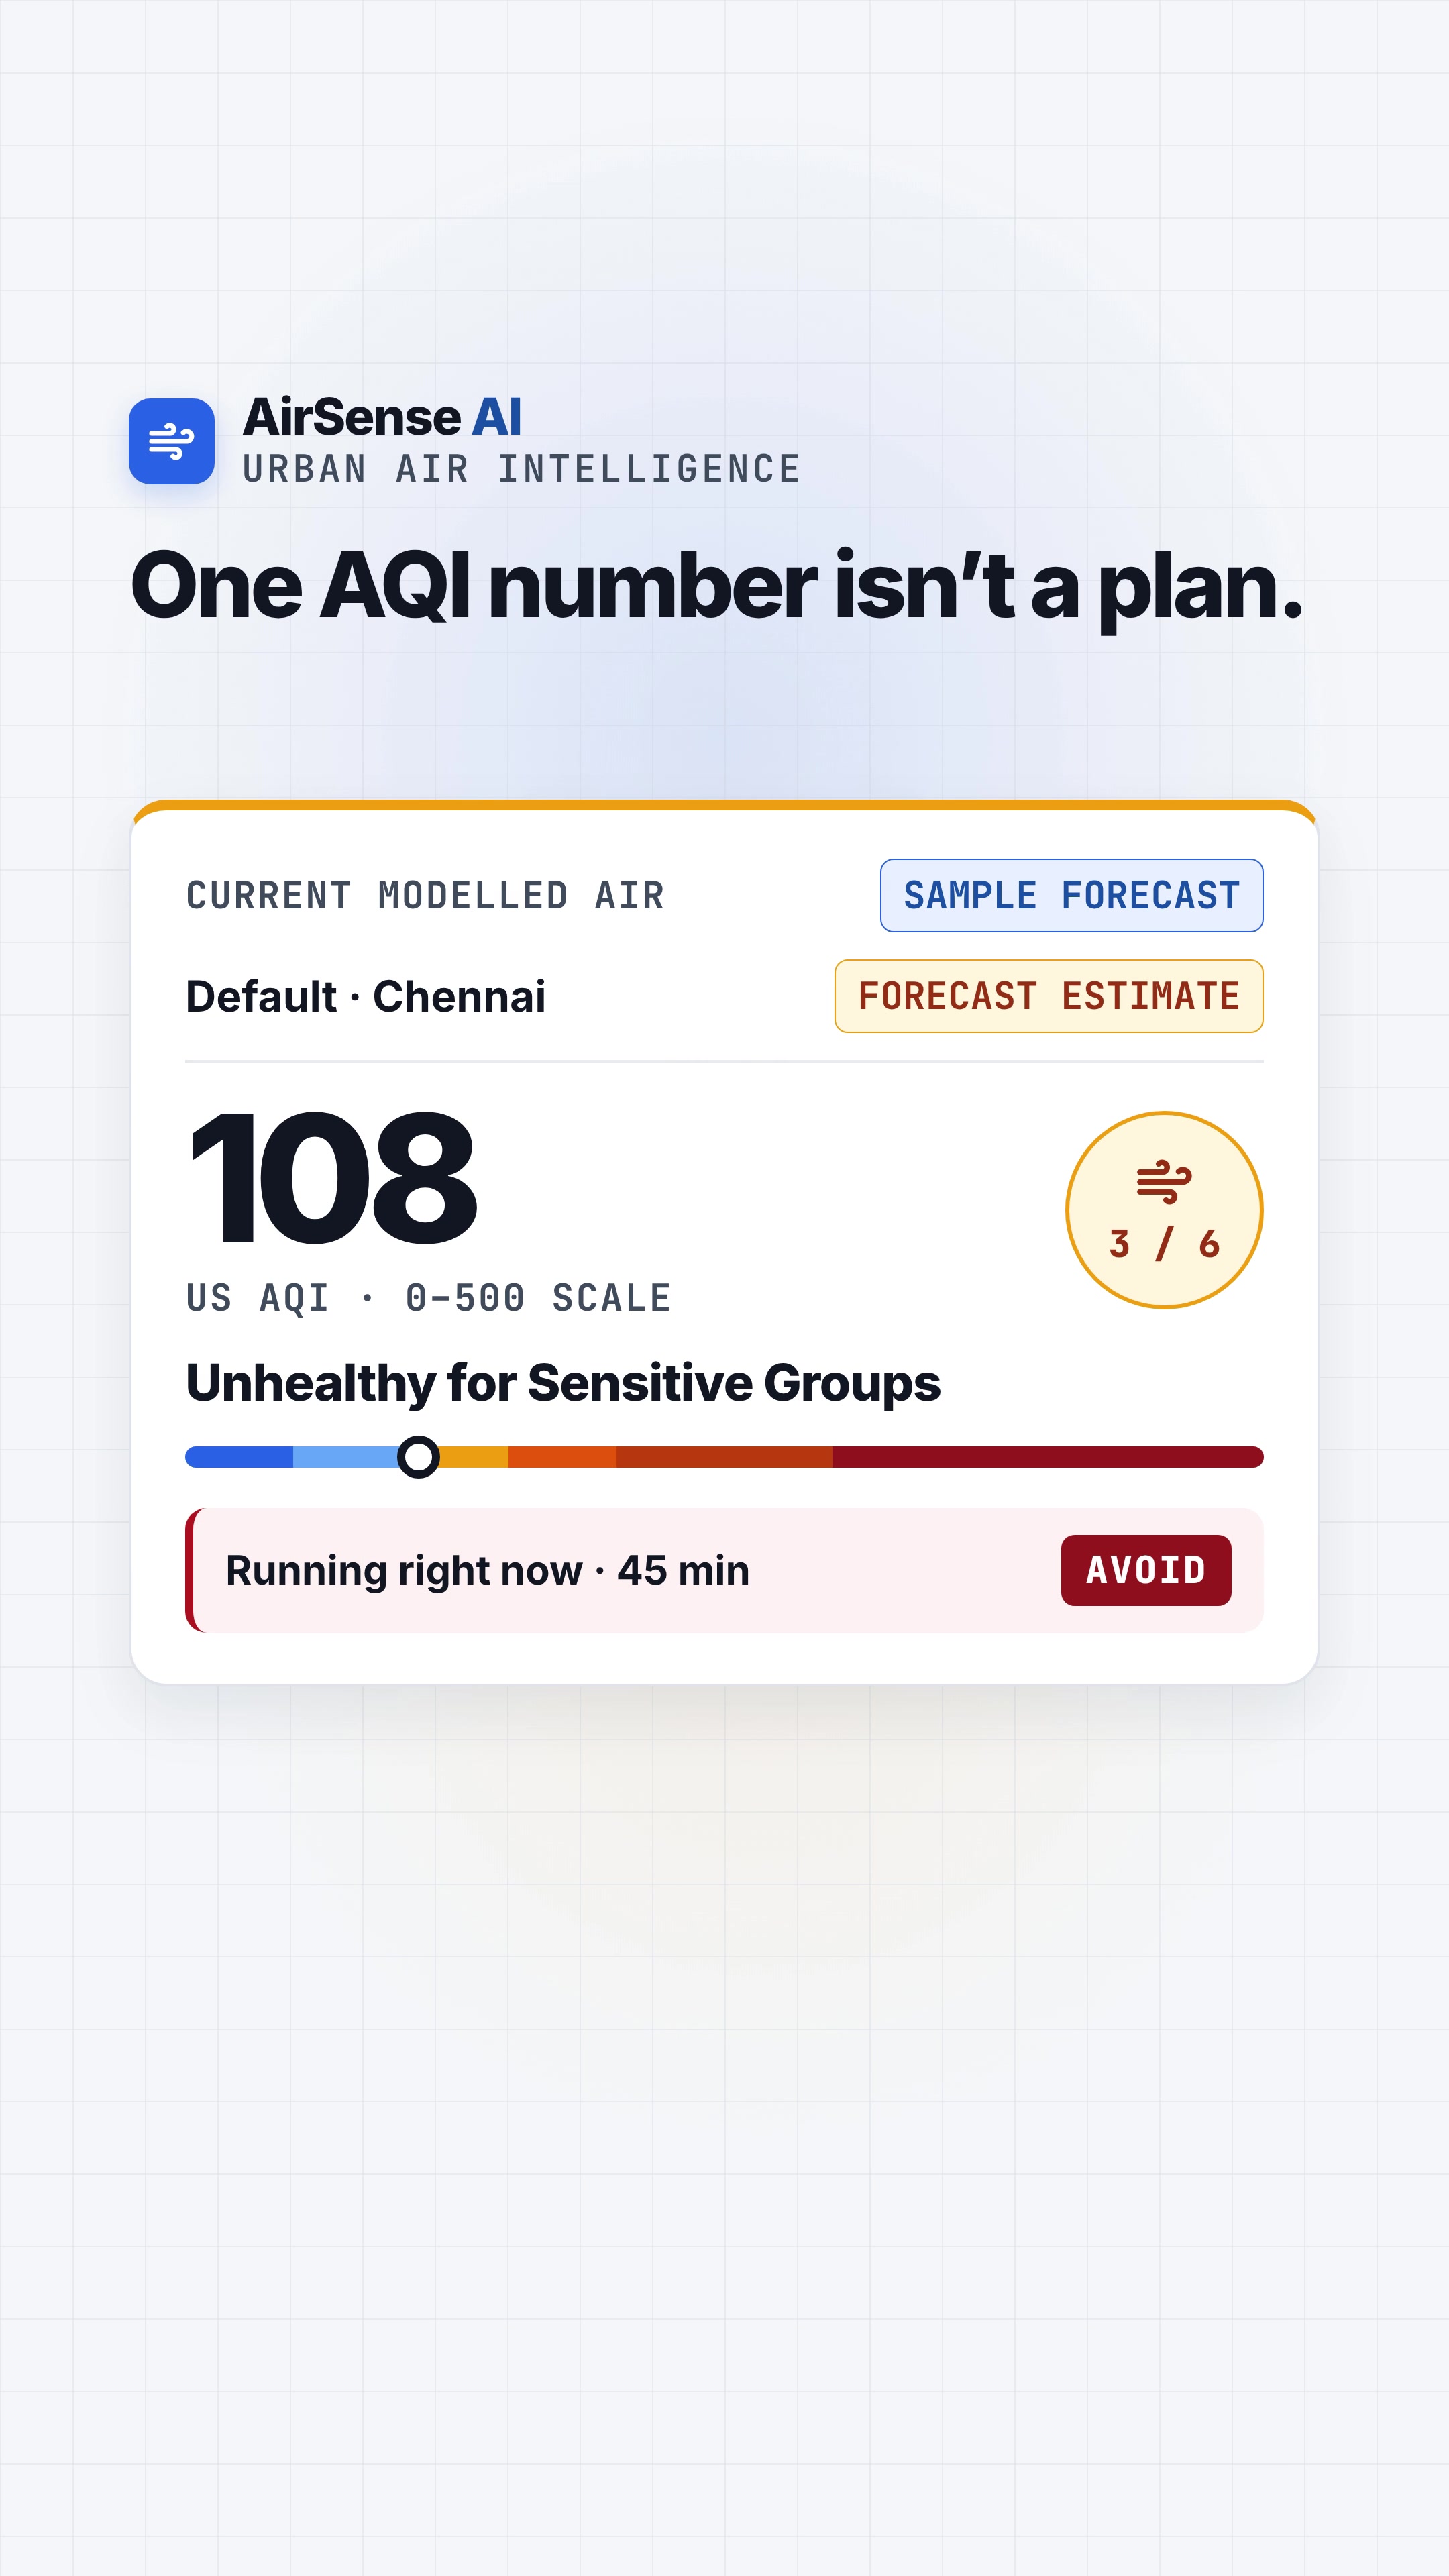 AirSense AI
URBAN AIR INTELLIGENCE
One AQI number isn’t a plan.
CURRENT MODELLED AIR
SAMPLE FORECAST
Default · Chennai
FORECAST ESTIMATE
108
3 / 6
US AQI · 0–500 SCALE
Unhealthy for Sensitive Groups
Running right now · 45 min
AVOID